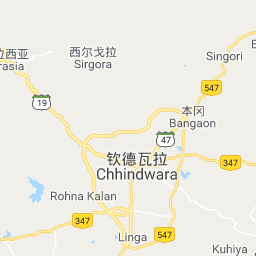 西尔戈拉
Sirgora
拉西亚
rasia
Singori
547
19
本冈
Bangaon
47
钦德瓦拉
Chhindwara
347
Rohna Kalan
347
Linga
547
Kuhiya